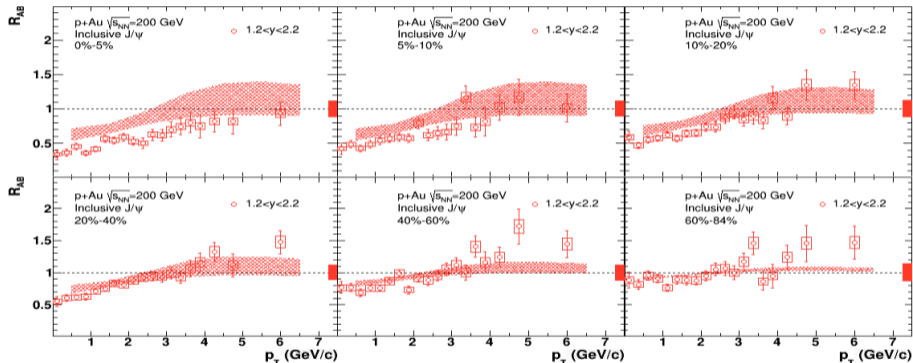 R_AB
2
1.5
1
0.5
p+Au √s_NN=200 GeV
Inclusive J/ψ
0%-5%
1.2<y<2.2
p+Au √s_NN=200 GeV
Inclusive J/ψ
5%-10%
1.2<y<2.2
p+Au √s_NN=200 GeV
Inclusive J/ψ
10%-20%
1.2<y<2.2
R_AB
2
1.5
1
0.5
p+Au √s_NN=200 GeV
Inclusive J/ψ
20%-40%
1.2<y<2.2
p+Au √s_NN=200 GeV
Inclusive J/ψ
40%-60%
1.2<y<2.2
p+Au √s_NN=200 GeV
Inclusive J/ψ
60%-84%
1.2<y<2.2
1 2 3 4 5 6 7
p_T (GeV/c)
1 2 3 4 5 6 7
p_T (GeV/c)
1 2 3 4 5 6 7
p_T (GeV/c)